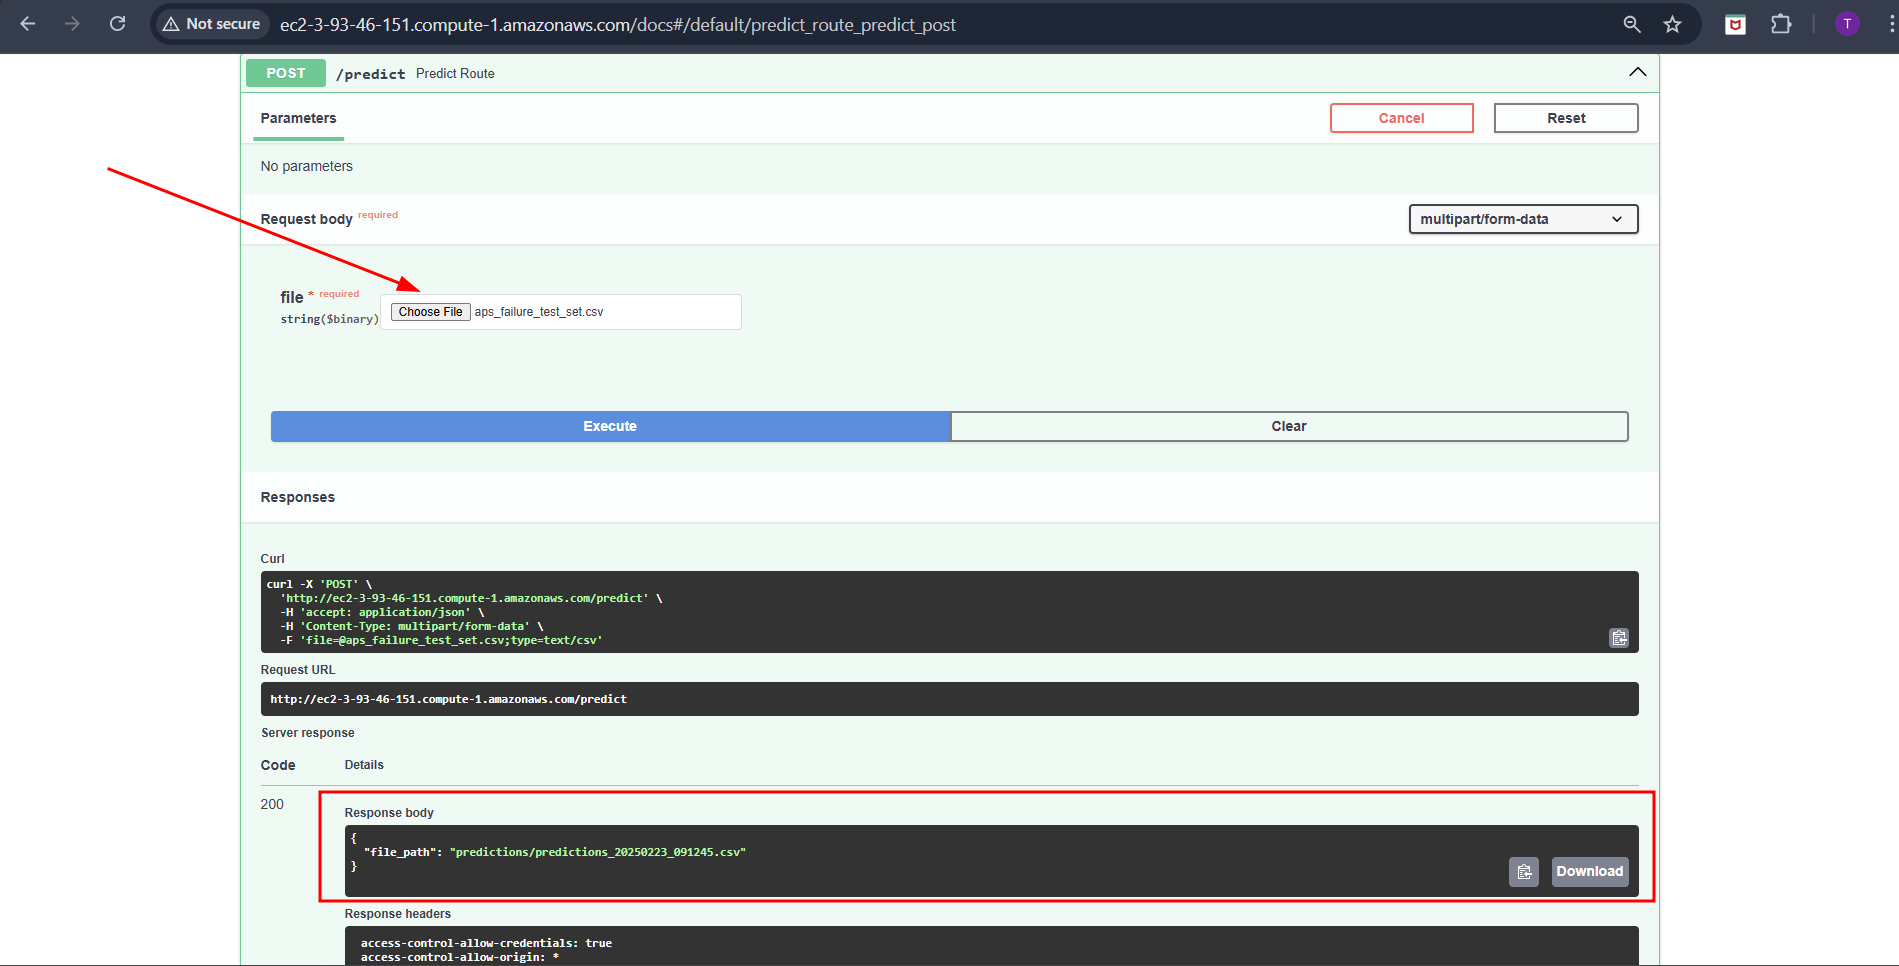 Not secure
ec2-3-93-46-151.compute-1.amazonaws.com/docs#/default/predict_route_predict_post
T
POST /predict Predict Route
Parameters
Cancel
Reset
No parameters
Request body required
multipart/form-data
file * required
string($binary)
Choose File aps_failure_test_set.csv
Execute
Clear
Responses
Curl
curl -X 'POST' \
'http://ec2-3-93-46-151.compute-1.amazonaws.com/predict' \
-H 'accept: application/json' \
-H 'Content-Type: multipart/form-data' \
-F 'file=@aps_failure_test_set.csv;type=text/csv'
Request URL
http://ec2-3-93-46-151.compute-1.amazonaws.com/predict
Server response
Code Details
200
Response body
{
"file_path": "predictions/predictions_20250223_091245.csv"
}
Download
Response headers
access-control-allow-credentials: true
access-control-allow-origin: *